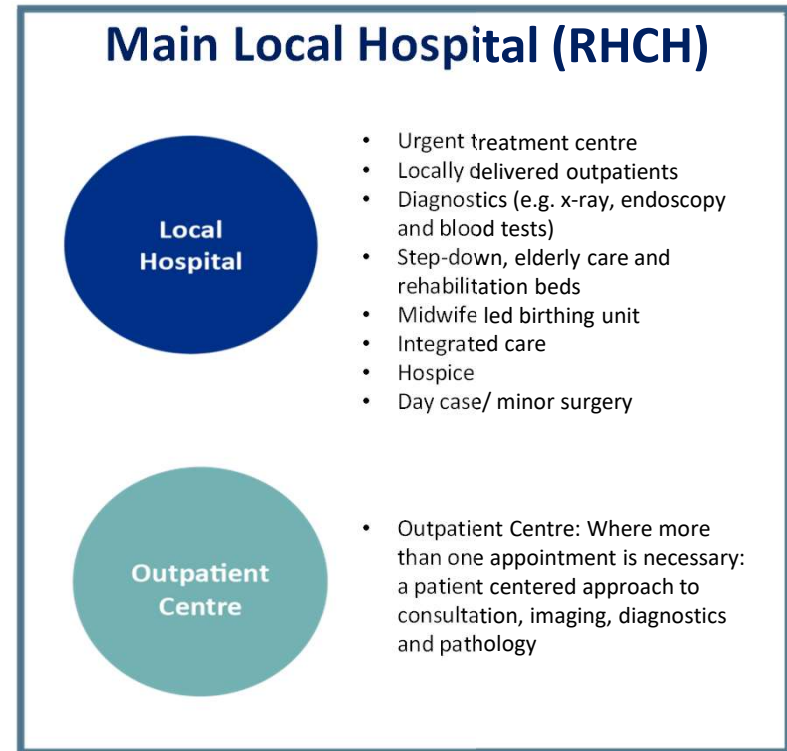 Main Local Hospital (RHCH)
Local
Hospital
• Urgent treatment centre
• Locally delivered outpatients
• Diagnostics (e.g. x-ray, endoscopy
and blood tests)
• Step-down, elderly care and
rehabilitation beds
• Midwife led birthing unit
• Integrated care
• Hospice
• Day case/ minor surgery
Outpatient
Centre
• Outpatient Centre: Where more
than one appointment is necessary:
a patient centered approach to
consultation, imaging, diagnostics
and pathology